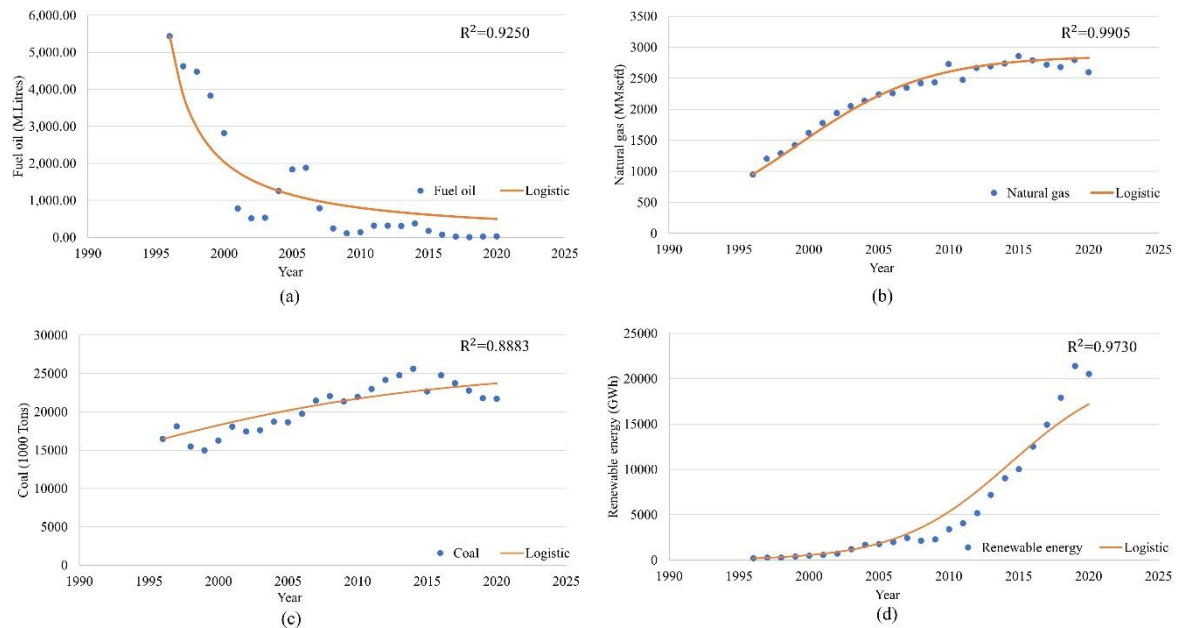 R²=0.9250
6,000.00
5,000.00
4,000.00
3,000.00
2,000.00
1,000.00
0.00
Fuel oil (M.Litres)
Fuel oil
Logistic
1990 1995 2000 2005 2010 2015 2020 2025
Year
(a)
R²=0.9905
3500
3000
2500
2000
1500
1000
500
0
Natural gas (MMscfd)
Natural gas
Logistic
1990 1995 2000 2005 2010 2015 2020 2025
Year
(b)
R²=0.8883
30000
25000
20000
15000
10000
5000
0
Coal (1000 Tons)
Coal
Logistic
1990 1995 2000 2005 2010 2015 2020 2025
Year
(c)
R²=0.9730
25000
20000
15000
10000
5000
0
Renewable energy (GWh)
Renewable energy
Logistic
1990 1995 2000 2005 2010 2015 2020 2025
Year
(d)